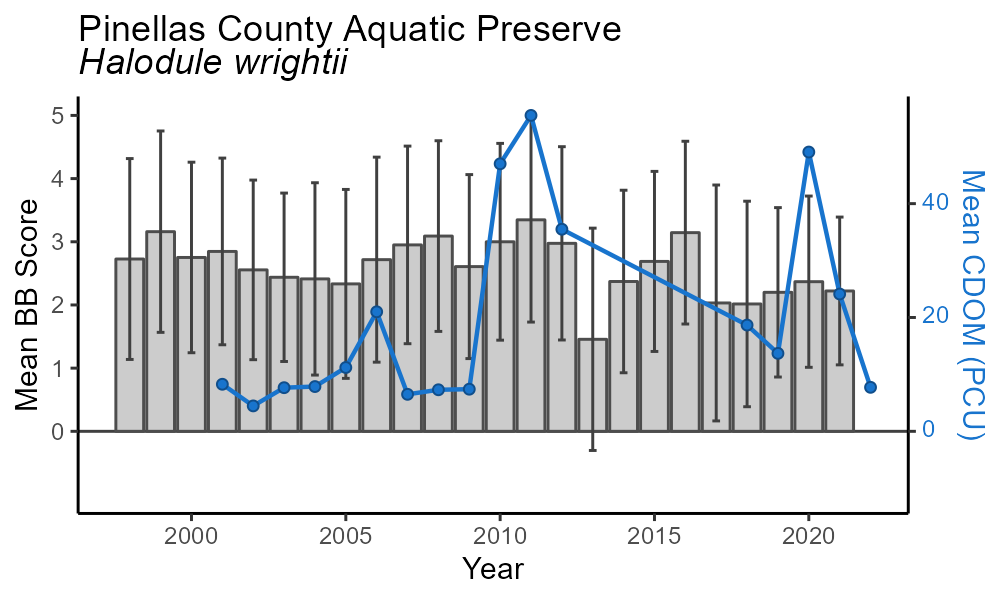 Pinellas County Aquatic Preserve
Halodule wrightii
5
4
3
2
1
0
Mean BB Score
40
20
0
Mean CDOM (PCU)
2000 2005 2010 2015 2020
Year